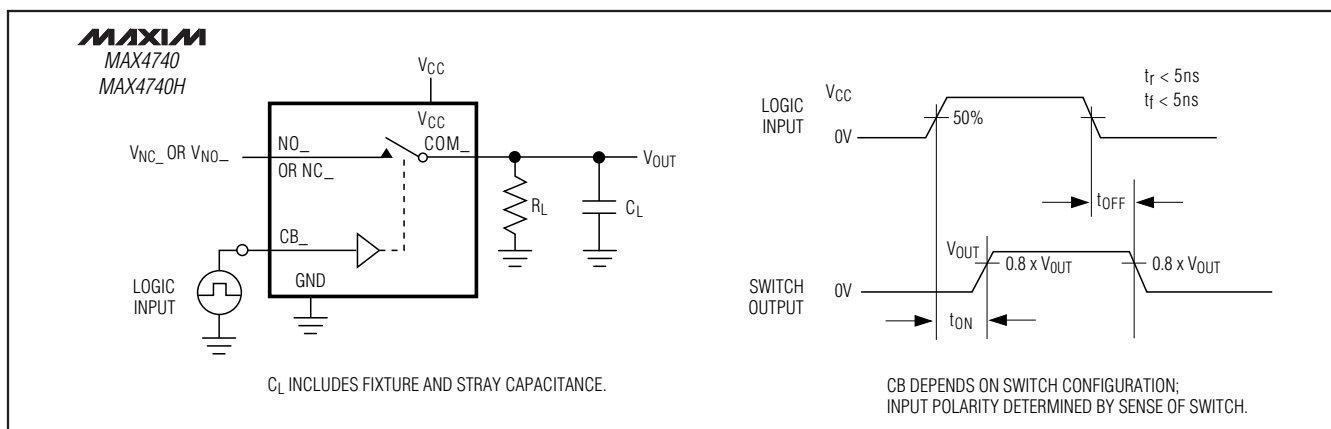 MAXIM
MAX4740
MAX4740H
VCC
VCC
VNC_ OR VNO_
NO_
OR NC_
COM_
VOUT
RL
CL
CB_
GND
LOGIC
INPUT
CL INCLUDES FIXTURE AND STRAY CAPACITANCE.
LOGIC
INPUT
VCC
0V
50%
tr < 5ns
tf < 5ns
tOFF
SWITCH
OUTPUT
VOUT
0V
0.8 x VOUT
0.8 x VOUT
tON
CB DEPENDS ON SWITCH CONFIGURATION;
INPUT POLARITY DETERMINED BY SENSE OF SWITCH.